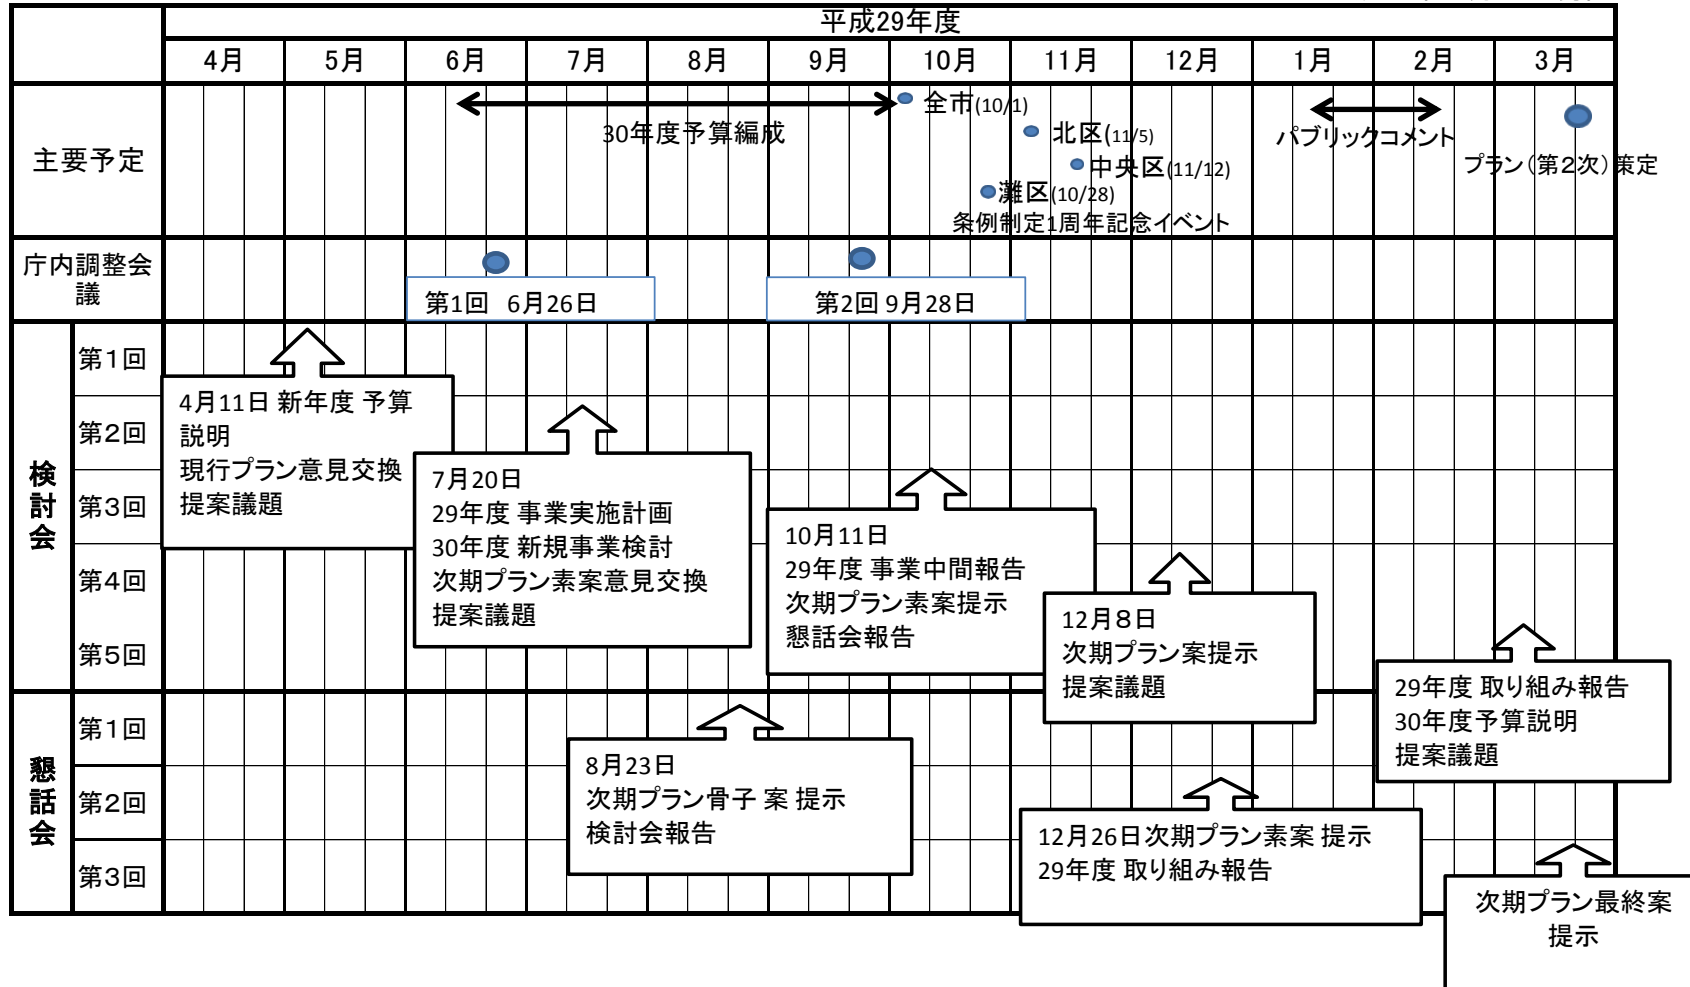 平成29年度
4月 5月 6月 7月 8月 9月 10月 11月 12月 1月 2月 3月
主要予定
30年度予算編成
全市(10/1)
北区(11/5)
中央区(11/12)
灘区(10/28)
条例制定1周年記念イベント
パブリックコメント
プラン(第2次)策定
庁内調整会
議
第1回 6月26日
第2回 9月28日
検討会
第1回
第2回
第3回
第4回
第5回
4月11日 新年度 予算
説明
現行プラン意見交換
提案議題
7月20日
29年度 事業実施計画
30年度 新規事業検討
次期プラン素案意見交換
提案議題
10月11日
29年度 事業中間報告
次期プラン素案提示
懇話会報告
12月8日
次期プラン案提示
提案議題
29年度 取り組み報告
30年度予算説明
提案議題
懇話会
第1回
第2回
第3回
8月23日
次期プラン骨子 案 提示
検討会報告
12月26日次期プラン素案 提示
29年度 取り組み報告
次期プラン最終案
提示